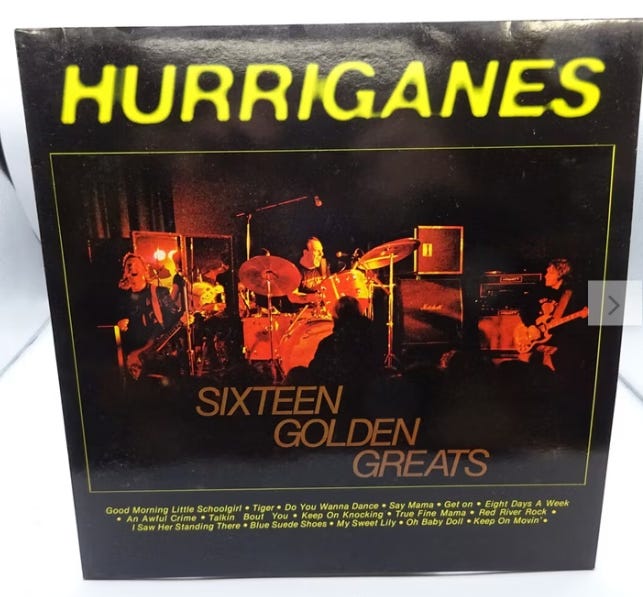 HURRIGANES
SIXTEEN
GOLDEN
GREATS
Good Morning Little Schoolgirl • Tiger • Do You Wanna Dance • Say Mama • Get on • Eight Days A Week
• An Awful Crime • Talkin Bout You • Keep On Knocking • True Fine Mama • Red River Rock •
I Saw Her Standing There • Blue Suede Shoes • My Sweet Lily • Oh Baby Doll • Keep On Movin' •